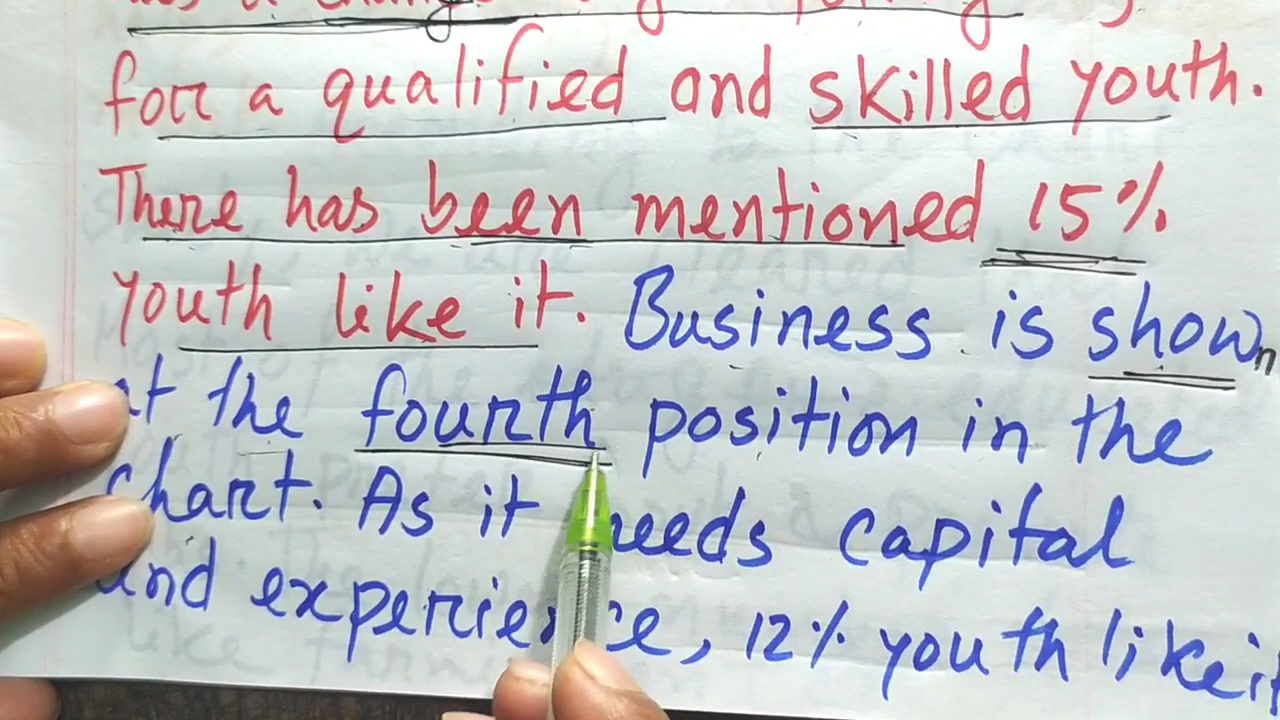 for a qualified and skilled youth.
There has been mentioned 15%
youth like it. Business is shown
at the fourth position in the
chart. As it needs capital
and experience, 12% youth like it